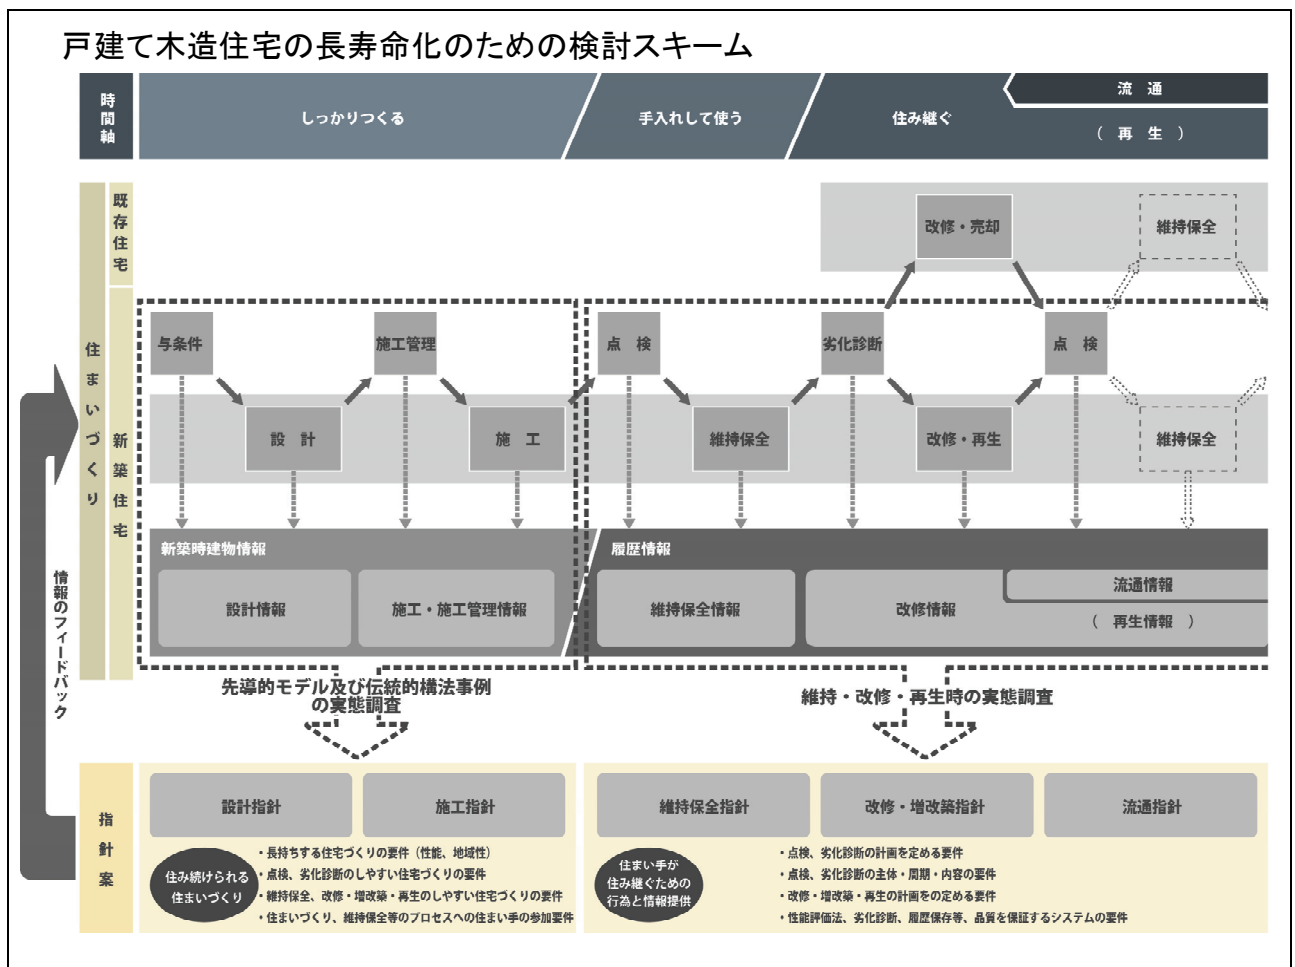 戸建て木造住宅の長寿命化のための検討スキーム
時間軸
しっかりつくる
手入れして使う
住み継ぐ
流　通
（　再　生　）
既存住宅
改修・売却
維持保全
住まいづくり
新築住宅
与条件
施工管理
点　検
劣化診断
点　検
設　計
施　工
維持保全
改修・再生
維持保全
新築時建物情報
履歴情報
設計情報
施工・施工管理情報
維持保全情報
改修情報
流通情報
（　再生情報　）
情報のフィードバック
先導的モデル及び伝統的構法事例
の実態調査
維持・改修・再生時の実態調査
指針案
設計指針
施工指針
維持保全指針
改修・増改築指針
流通指針
住み続けられる
住まいづくり
・長持ちする住宅づくりの要件（性能、地域性）
・点検、劣化診断のしやすい住宅づくりの要件
・維持保全、改修・増改築・再生のしやすい住宅づくりの要件
・住まいづくり、維持保全等のプロセスへの住まい手の参加要件
住まい手が
住み継ぐための
行為と情報提供
・点検、劣化診断の計画を定める要件
・点検、劣化診断の主体・周期・内容の要件
・改修・増改築・再生の計画をの定める要件
・性能評価法、劣化診断、履歴保存等、品質を保証するシステムの要件